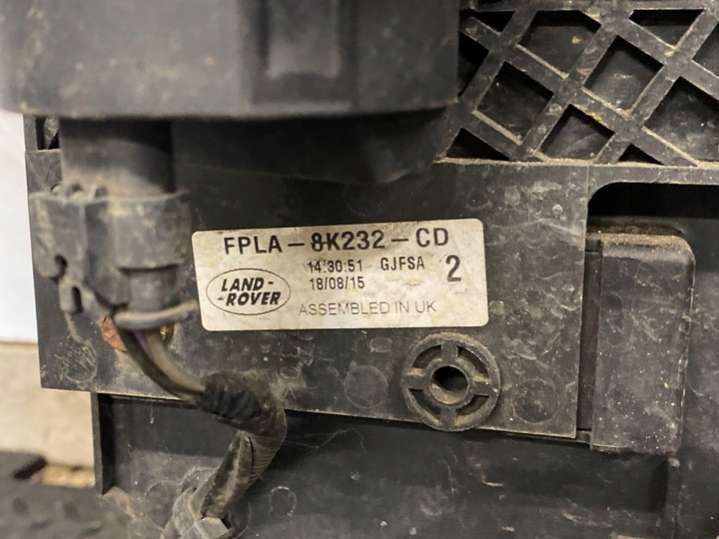 FPLA-8K232-CD
14:30:51 GJFSA 2
18/08/15
LAND-
-ROVER
ASSEMBLED IN UK